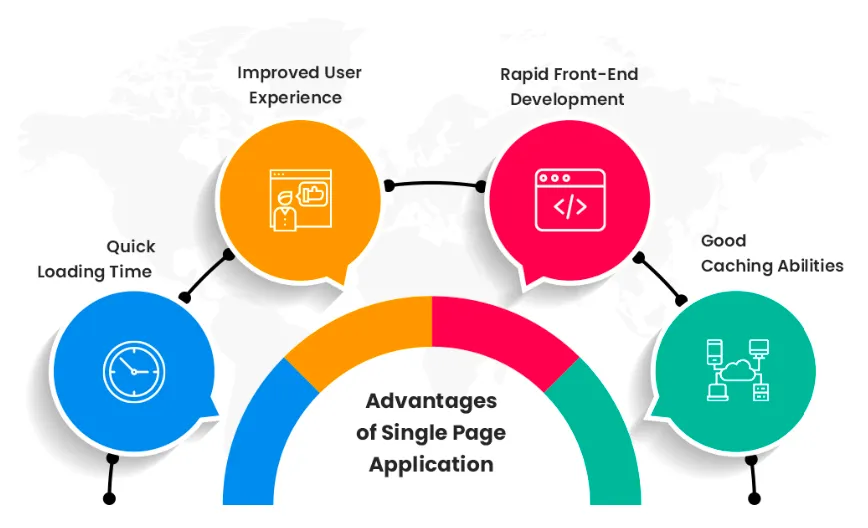 Improved User
Experience
Rapid Front-End
Development
Quick
Loading Time
Good
Caching Abilities
Advantages
of Single Page
Application